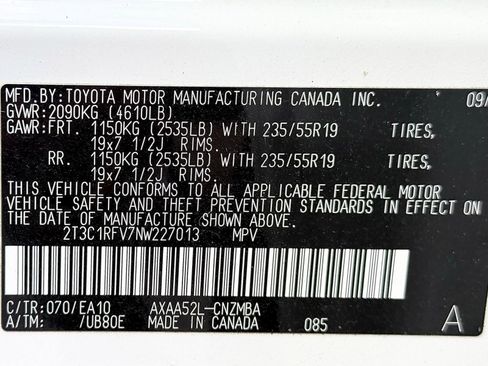 MFD.BY:TOYOTA MOTOR MANUFACTURING CANADA INC. 09/
GVWR:2090KG (4610LB)
GAWR:FRT. 1150KG (2535LB) WITH 235/55R19 TIRES,
19x7 1/2J RIMS.
RR. 1150KG (2535LB) WITH 235/55R19 TIRES,
19x7 1/2J RIMS.
THIS VEHICLE CONFORMS TO ALL APPLICABLE FEDERAL MOTOR
VEHICLE SAFETY AND THEFT PREVENTION STANDARDS IN EFFECT ON
THE DATE OF MANUFACTURE SHOWN ABOVE.
2T3C1RFV7NW227013 MPV
C/TR:070/EA10 AXAA52L-CNZMBA
A/TM: /UB80E MADE IN CANADA 085 A